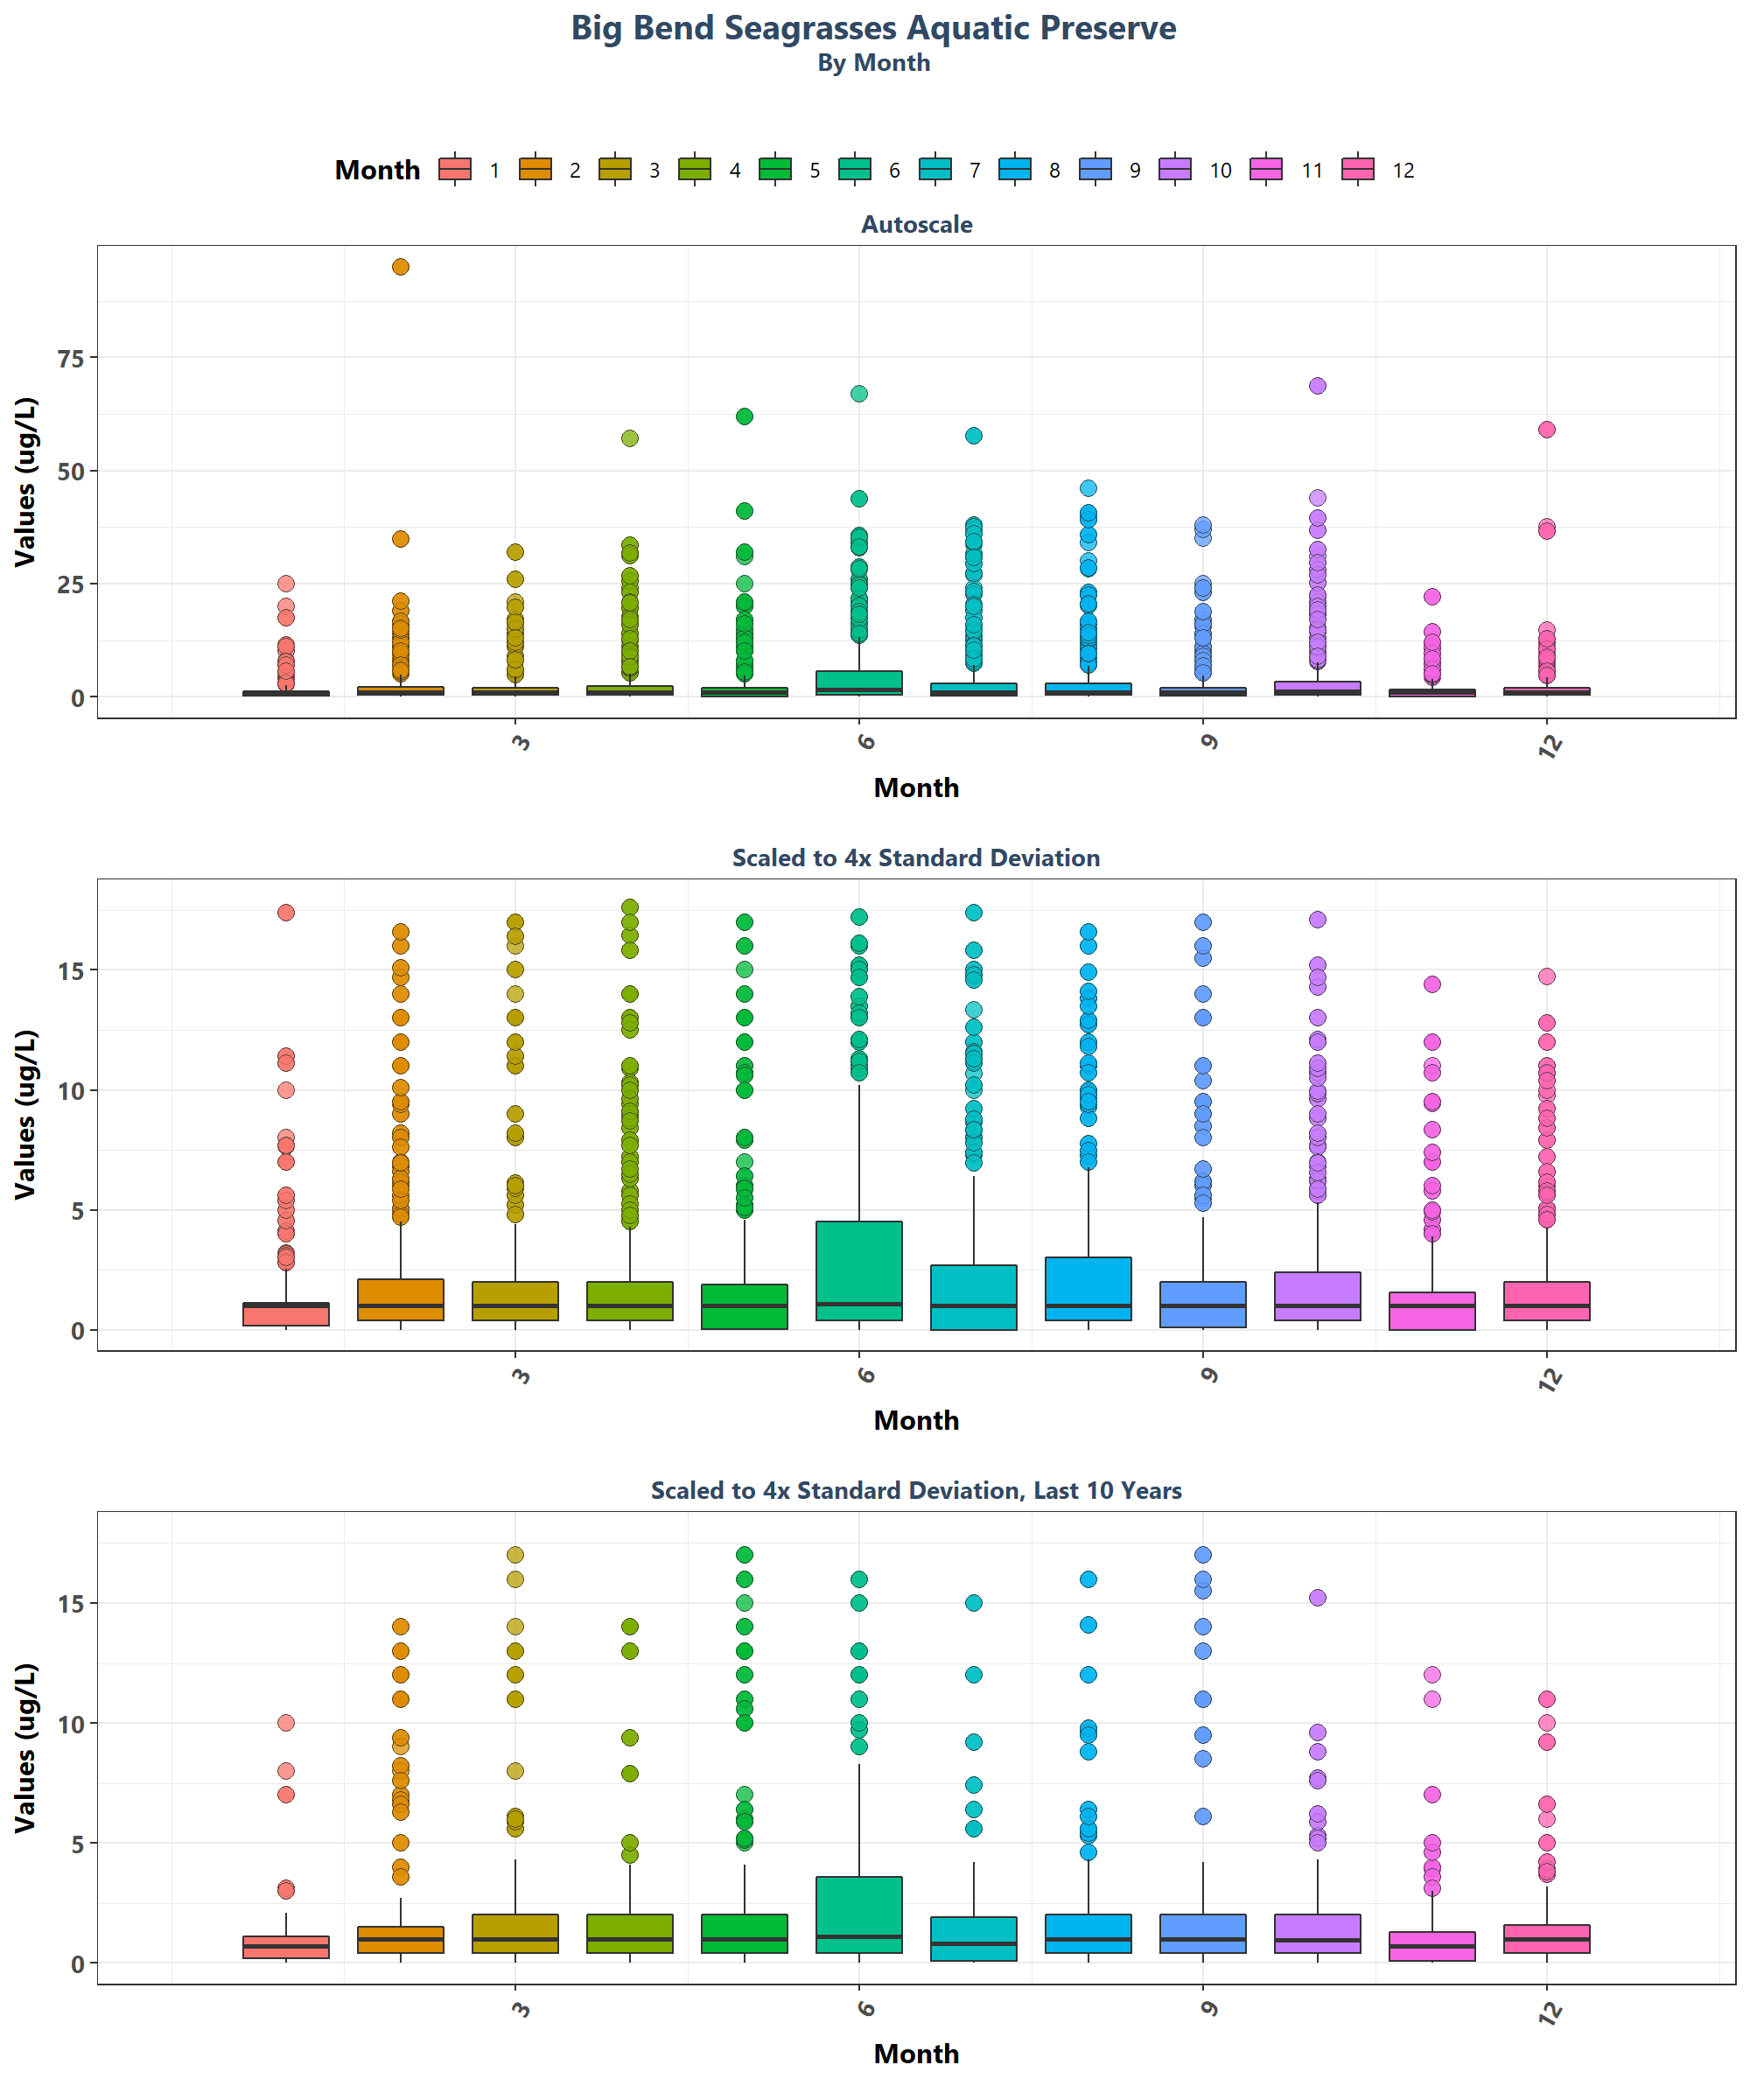 Big Bend Seagrasses Aquatic Preserve
By Month
Month 1 2 3 4 5 6 7 8 9 10 11 12
Autoscale
Values (ug/L)
75
50
25
0
3 6 9 12
Month
Scaled to 4x Standard Deviation
Values (ug/L)
15
10
5
0
3 6 9 12
Month
Scaled to 4x Standard Deviation, Last 10 Years
Values (ug/L)
15
10
5
0
3 6 9 12
Month